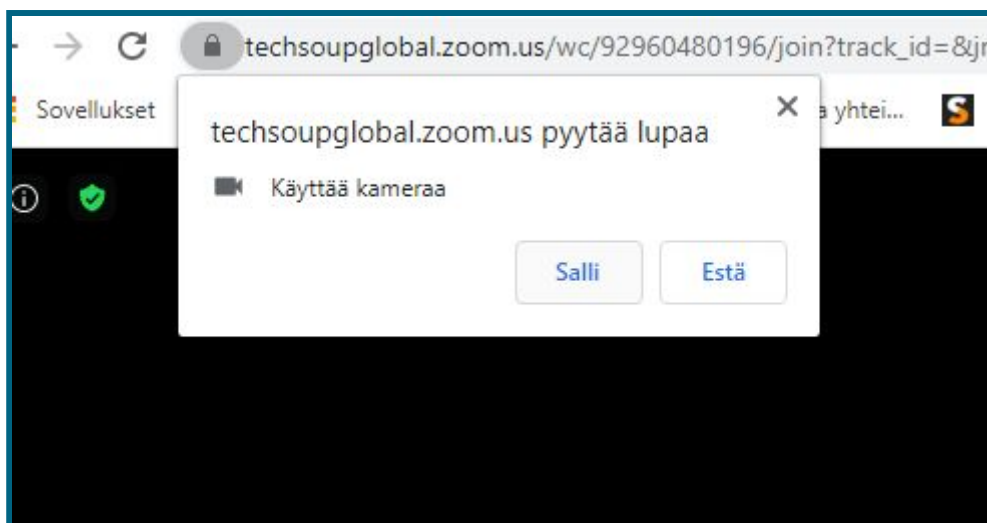 techsoupglobal.zoom.us/wc/92960480196/join?track_id=&
Sovellukset
yhtei...
techsoupglobal.zoom.us pyytää lupaa
Käyttää kameraa
Salli
Estä